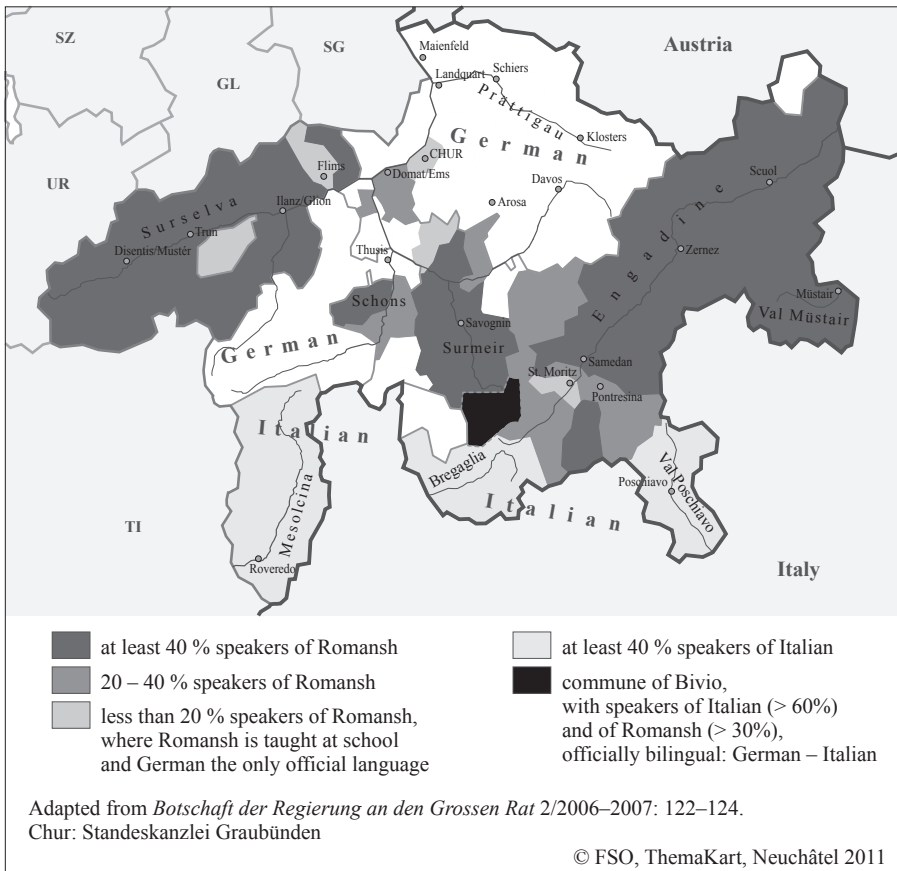 SZ
SG
Austria
Maienfeld
GL
Landquart
Schiers
Prättigau
German
Klosters
UR
Flims
CHUR
Domat/Ems
Davos
Scuol
Surselva
Ilanz/Glion
Arosa
Engadine
Trun
Disentis/Mustér
Thusis
Zernez
Müstair
Schons
Val Müstair
Savognin
German
Surmeir
Samedan
St. Moritz
Pontresina
Italian
Bregaglia
Val Poschiavo
Poschiavo
Mesolcina
Italian
TI
Roveredo
Italy
at least 40 % speakers of Romansh
20 – 40 % speakers of Romansh
less than 20 % speakers of Romansh,
where Romansh is taught at school
and German the only official language
at least 40 % speakers of Italian
commune of Bivio,
with speakers of Italian (> 60%)
and of Romansh (> 30%),
officially bilingual: German – Italian
Adapted from Botschaft der Regierung an den Grossen Rat 2/2006–2007: 122–124.
Chur: Standeskanzlei Graubünden
© FSO, ThemaKart, Neuchâtel 2011